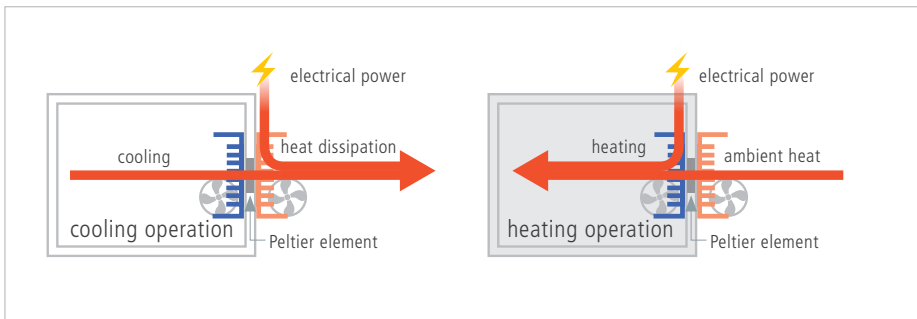 electrical power
cooling
heat dissipation
cooling operation
Peltier element
electrical power
heating
ambient heat
heating operation
Peltier element